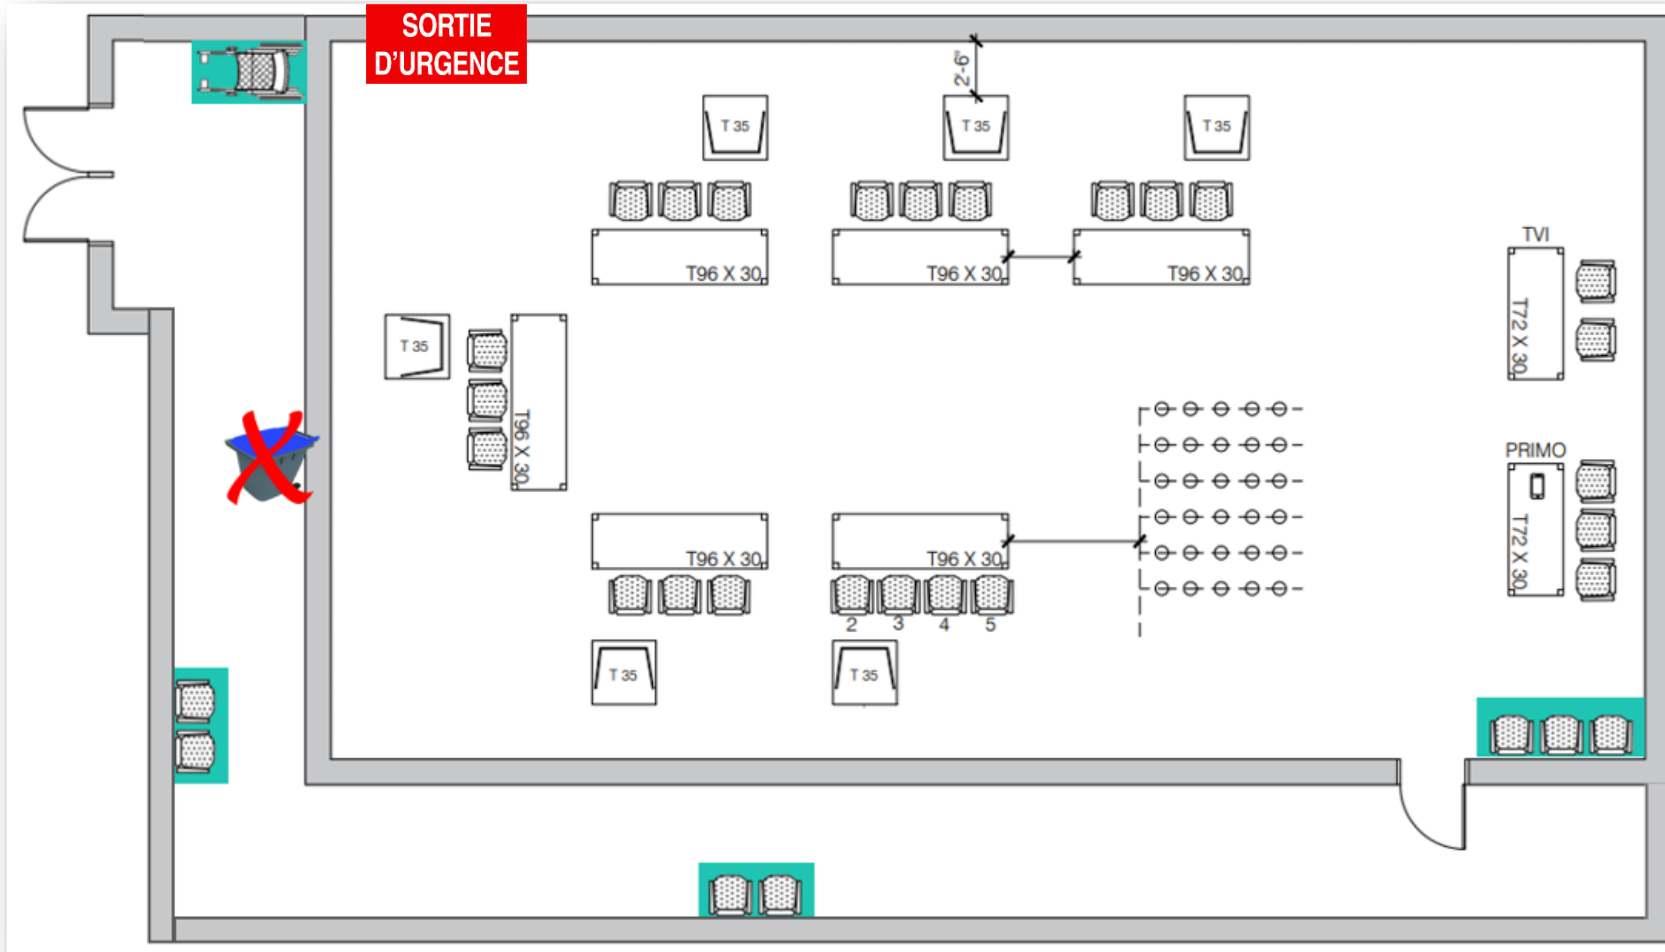 SORTIE
D'URGENCE
2'-6"
T 35
T 35
T 35
T96 X 30
T96 X 30
T96 X 30
TVI
T72 X 30
T 35
T96 X 30
PRIMO
T72 X 30
T96 X 30
T96 X 30
2 3 4 5
T 35
T 35